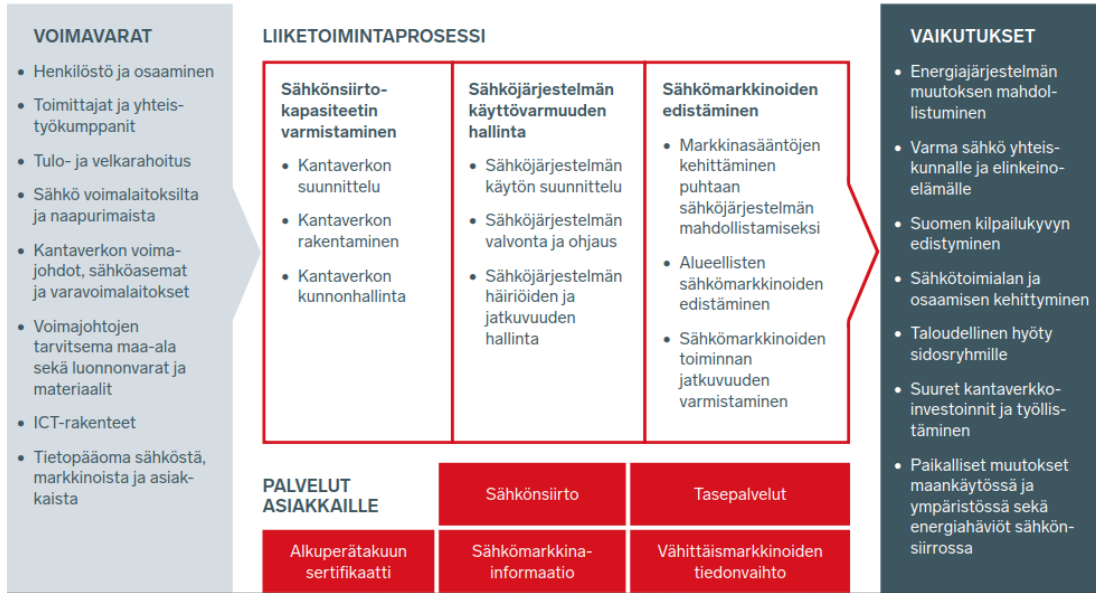 VOIMAVARAT
• Henkilöstö ja osaaminen
• Toimittajat ja yhteis-
työkumppanit
• Tulo- ja velkarahoitus
• Sähkö voimalaitoksilta
ja naapurimaista
• Kantaverkon voima-
johdot, sähköasemat
ja varavoimalaitokset
• Voimajohtojen
tarvitsema maa-ala
sekä luonnonvarat ja
materiaalit
• ICT-rakenteet
• Tietopääoma sähköstä,
markkinoista ja asiak-
kaista
LIIKETOIMINTAPROSESSI
Sähkönsiirto-
kapasiteetin
varmistaminen
• Kantaverkon
suunnittelu
• Kantaverkon
rakentaminen
• Kantaverkon
kunnonhallinta
Sähköjärjestelmän
käyttövarmuuden
hallinta
• Sähköjärjestelmän
käytön suunnittelu
• Sähköjärjestelmän
valvonta ja ohjaus
• Sähköjärjestelmän
häiriöiden ja
jatkuvuuden
hallinta
Sähkömarkkinoiden
edistäminen
• Markkinasääntöjen
kehittäminen
puhtaan
sähköjärjestelmän
mahdollistamiseksi
• Alueellisten
sähkömarkkinoiden
edistäminen
• Sähkömarkkinoiden
toiminnan
jatkuvuuden
varmistaminen
PALVELUT
ASIAKKAILLE
Sähkönsiirto
Tasepalvelut
Alkuperätakuun
sertifikaatti
Sähkömarkkina-
informaatio
Vähittäismarkkinoiden
tiedonvaihto
VAIKUTUKSET
• Energiajärjestelmän
muutoksen mahdol-
listuminen
• Varma sähkö yhteis-
kunnalle ja elinkeino-
elämälle
• Suomen kilpailukyvyn
edistyminen
• Sähkötoimialan ja
osaamisen kehittyminen
• Taloudellinen hyöty
sidosryhmille
• Suuret kantaverkko-
investoinnit ja työllis-
täminen
• Paikalliset muutokset
maankäytössä ja
ympäristössä sekä
energiahäviöt sähkön-
siirrossa